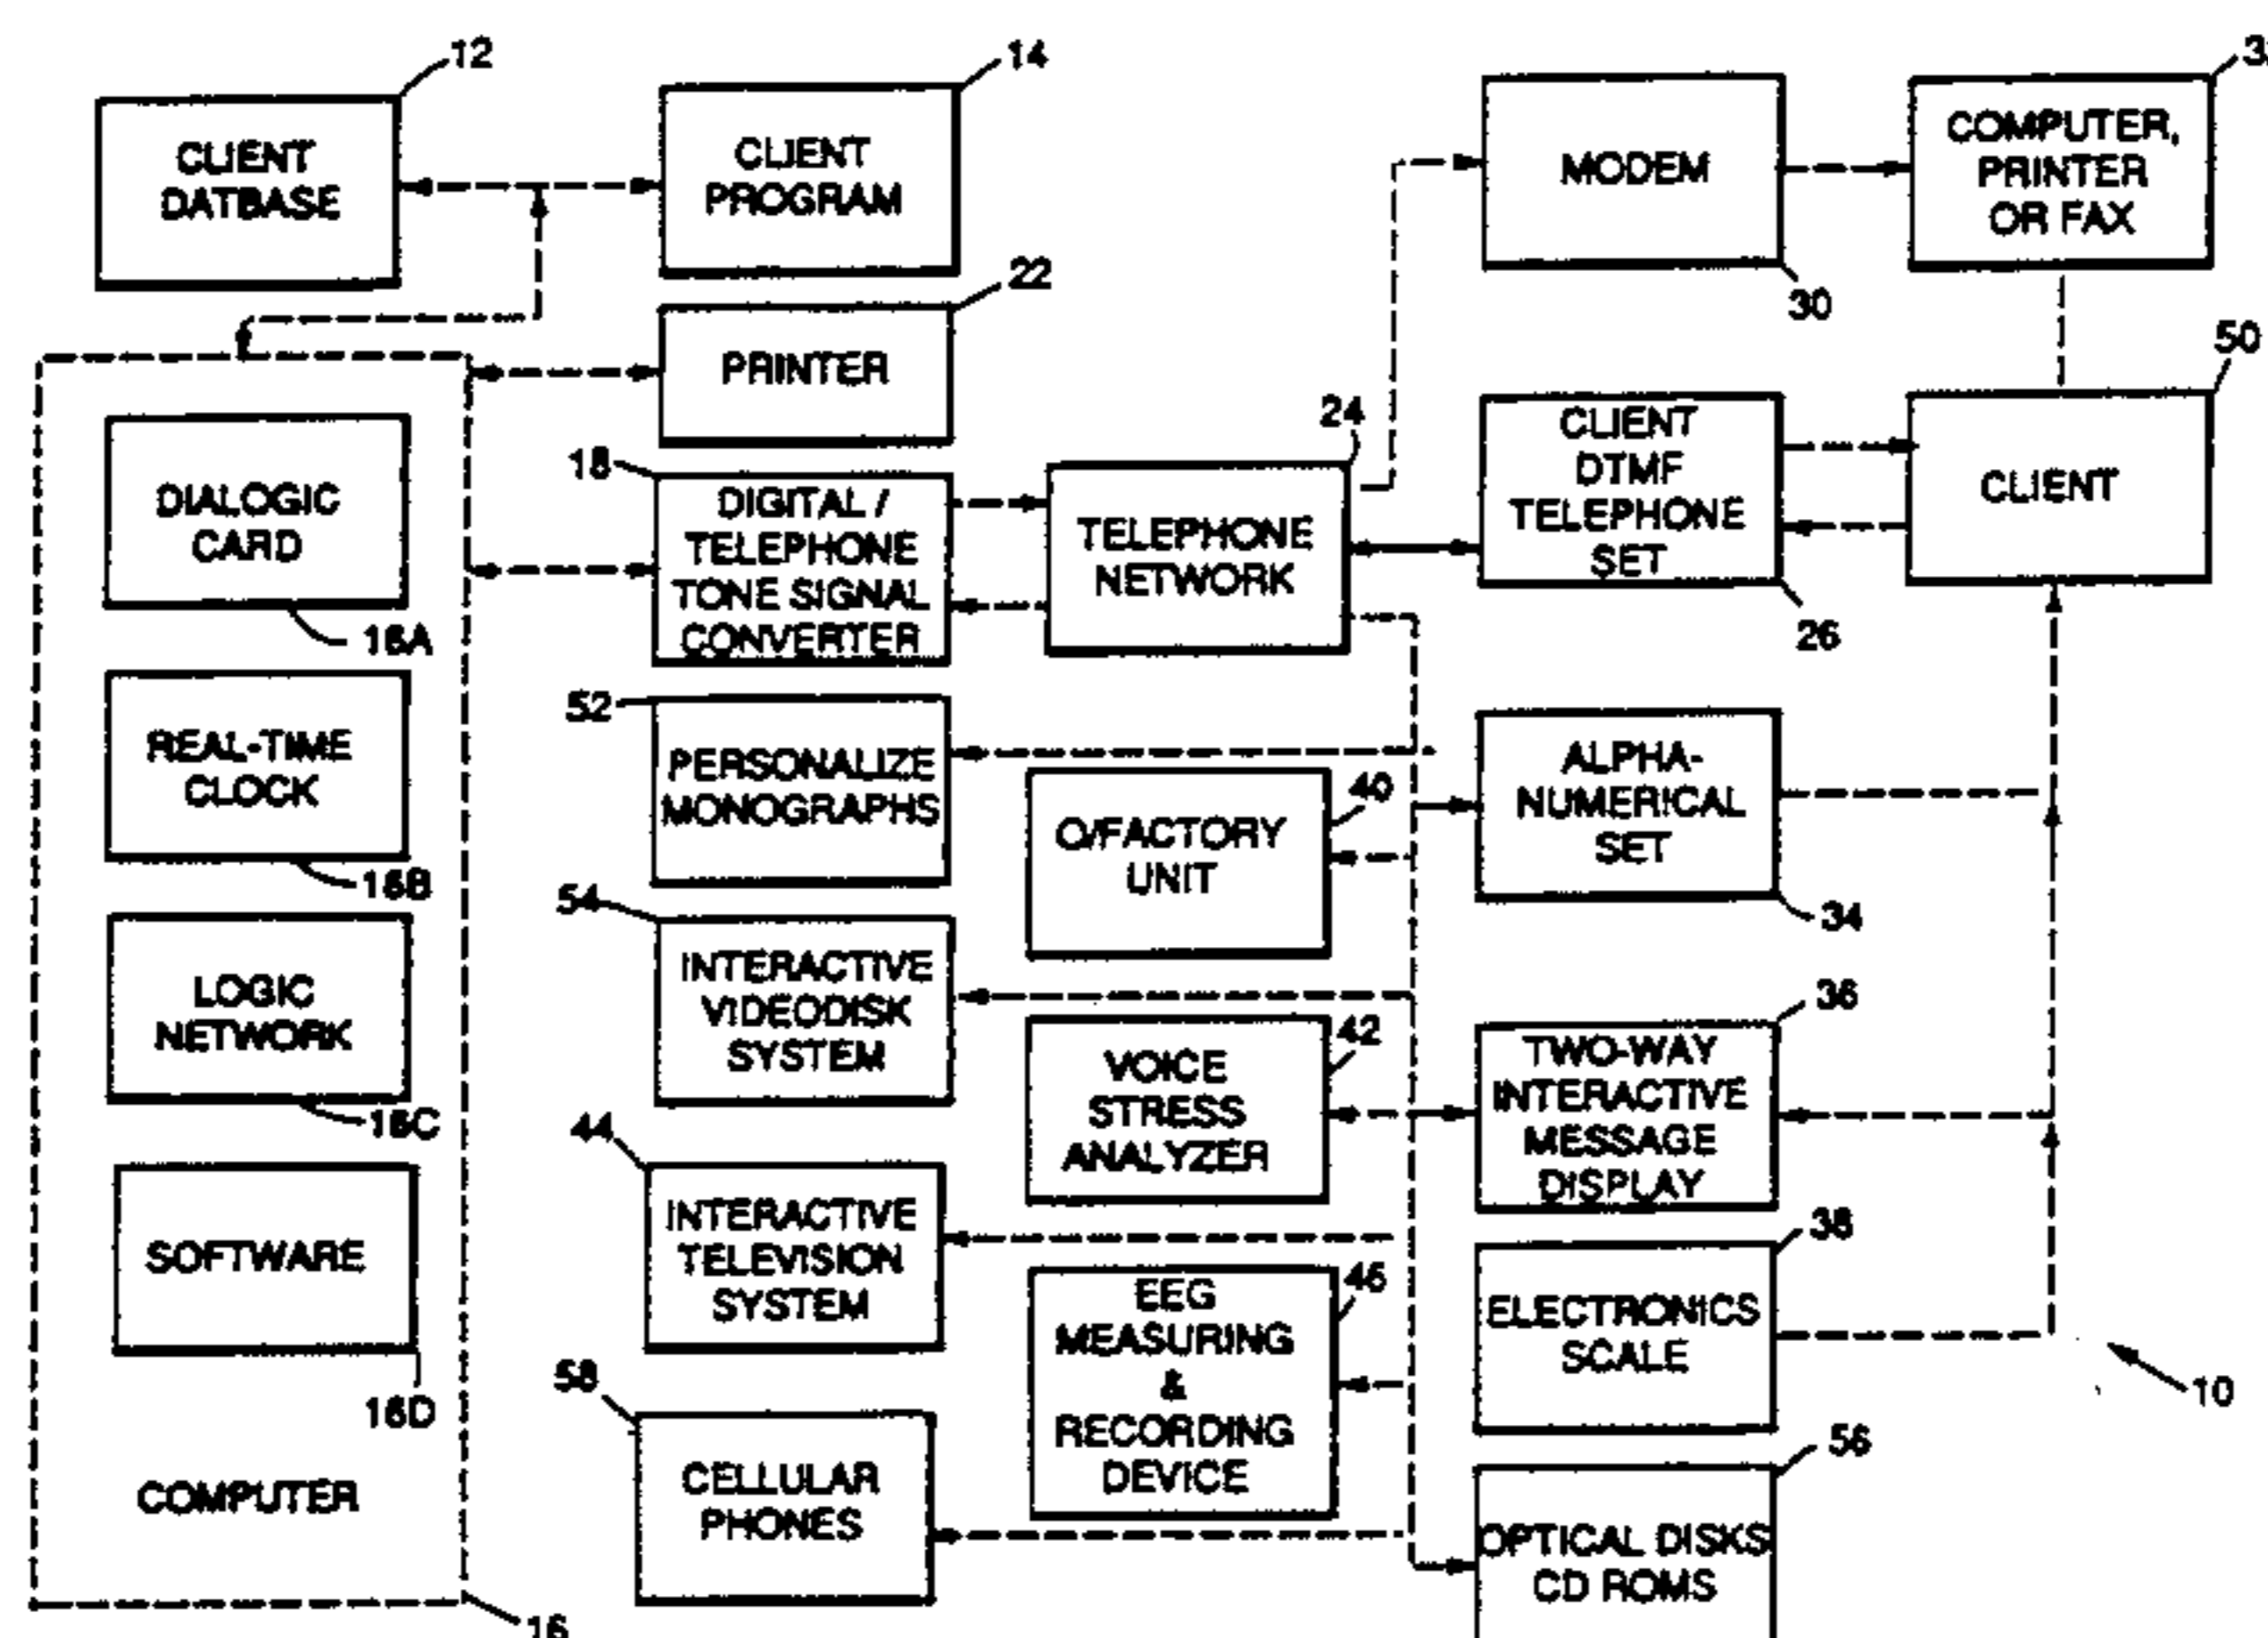 12
CLIENT
DATBASE
14
CLIENT
PROGRAM
22
PRINTER
MODEM
30
COMPUTER,
PRINTER
OR FAX
50
CLIENT
DIALOGIC
CARD
16A
REAL-TIME
CLOCK
16B
LOGIC
NETWORK
16C
SOFTWARE
16D
COMPUTER
16
18
DIGITAL /
TELEPHONE
TONE SIGNAL
CONVERTER
24
TELEPHONE
NETWORK
CLIENT
DTMF
TELEPHONE
SET
26
52
PERSONALIZE
MONOGRAPHS
40
O/FACTORY
UNIT
ALPHA-
NUMERICAL
SET
34
54
INTERACTIVE
VIDEODISK
SYSTEM
42
VOICE
STRESS
ANALYZER
36
TWO-WAY
INTERACTIVE
MESSAGE
DISPLAY
44
INTERACTIVE
TELEVISION
SYSTEM
EEG
MEASURING
&
RECORDING
DEVICE
38
ELECTRONICS
SCALE
10
58
CELLULAR
PHONES
56
OPTICAL DISKS
CD ROMS